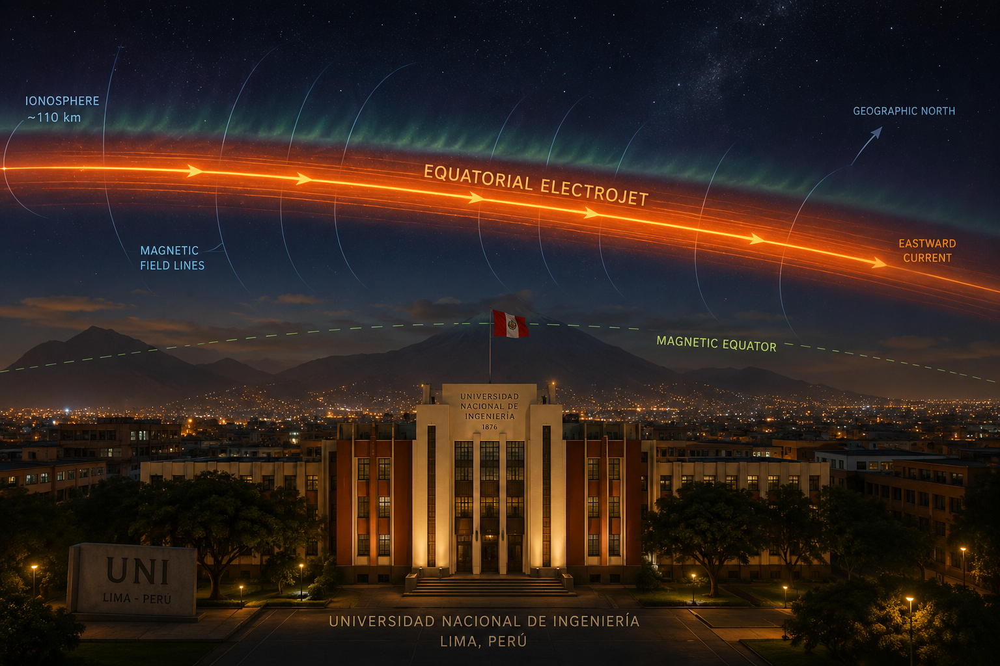 IONOSPHERE
~110 km
GEOGRAPHIC NORTH
EQUATORIAL ELECTROJET
EASTWARD
CURRENT
MAGNETIC
FIELD LINES
MAGNETIC EQUATOR
UNIVERSIDAD
NACIONAL DE
INGENIERÍA
1876
UNI
LIMA - PERÚ
UNIVERSIDAD NACIONAL DE INGENIERÍA
LIMA, PERÚ